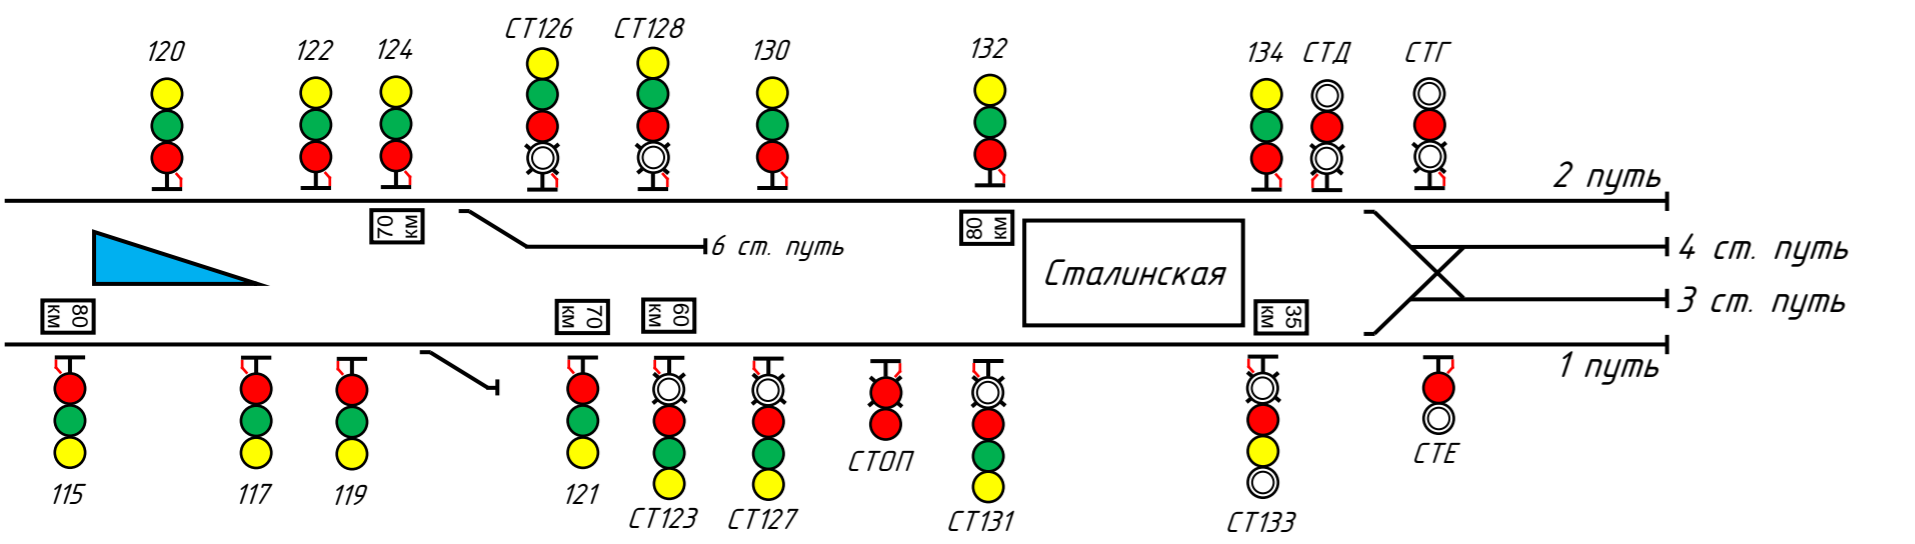 СТ126
СТ128
120
122
124
130
132
134
СТД
СТГ
2 путь
70 км
80 км
6 ст. путь
4 ст. путь
Сталинская
3 ст. путь
80 км
70 км
60 км
35 км
1 путь
115
117
119
121
СТ123
СТ127
СТОП
СТ131
СТ133
СТЕ